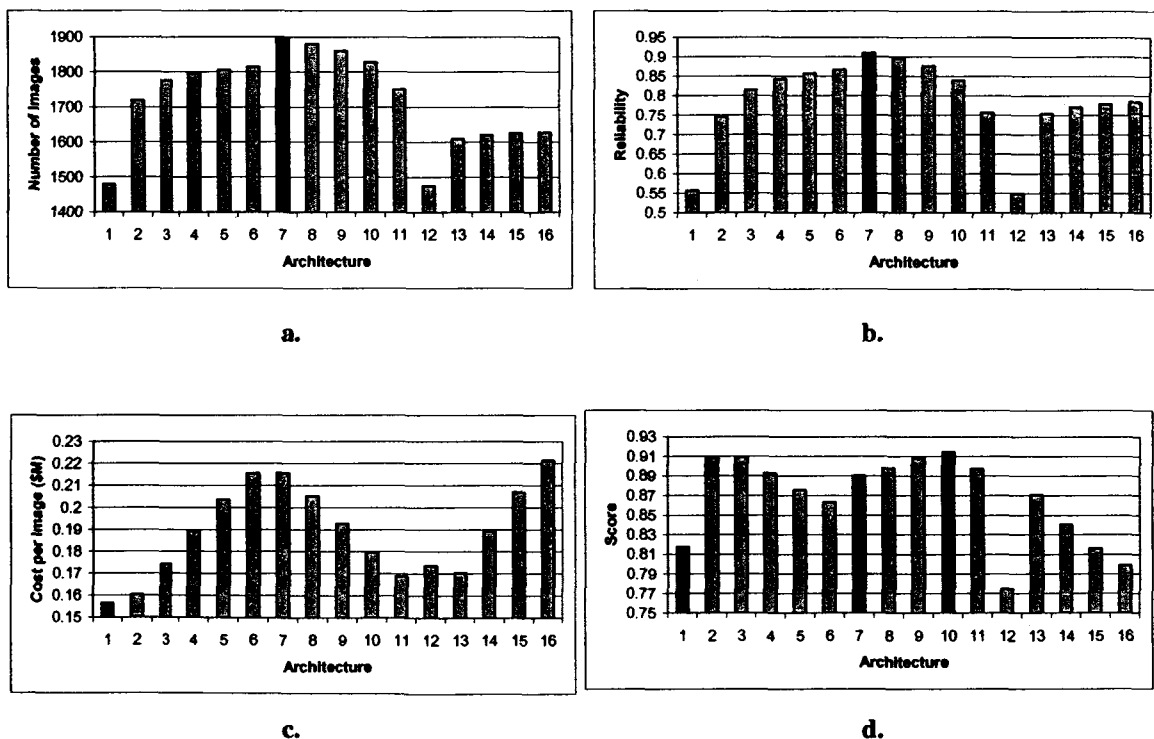 Number of Images
1900
1800
1700
1600
1500
1400
1 2 3 4 5 6 7 8 9 10 11 12 13 14 15 16
Architecture
a.
Reliability
0.95
0.9
0.85
0.8
0.75
0.7
0.65
0.6
0.55
0.5
1 2 3 4 5 6 7 8 9 10 11 12 13 14 15 16
Architecture
b.
Cost per Image ($M)
0.23
0.22
0.21
0.2
0.19
0.18
0.17
0.16
0.15
1 2 3 4 5 6 7 8 9 10 11 12 13 14 15 16
Architecture
c.
Score
0.93
0.91
0.89
0.87
0.85
0.83
0.81
0.79
0.77
0.75
1 2 3 4 5 6 7 8 9 10 11 12 13 14 15 16
Architecture
d.